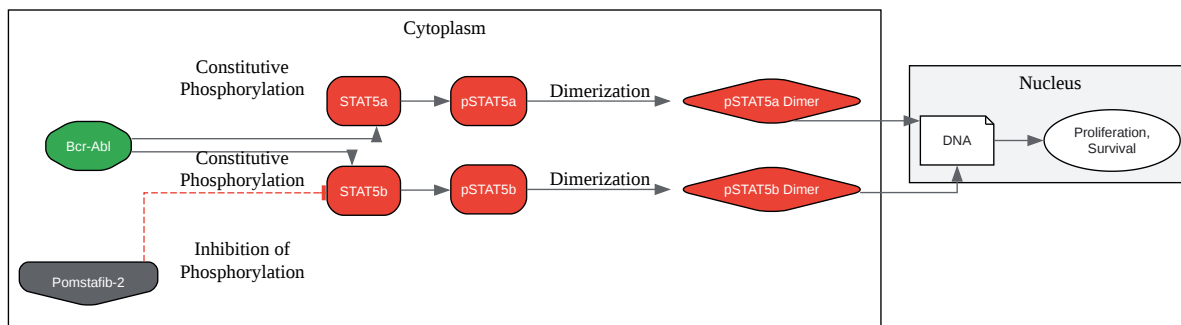 Cytoplasm
Constitutive
Phosphorylation
STAT5a
pSTAT5a
Dimerization
pSTAT5a Dimer
Nucleus
Bcr-Abl
DNA
Proliferation,
Survival
Constitutive
Phosphorylation
STAT5b
pSTAT5b
Dimerization
pSTAT5b Dimer
Inhibition of
Phosphorylation
Pomstafib-2